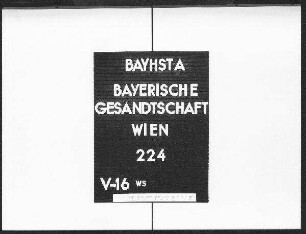 BAYHSTA
BAYERISCHE
GESANDTSCHAFT
WIEN
224
V-16 WS